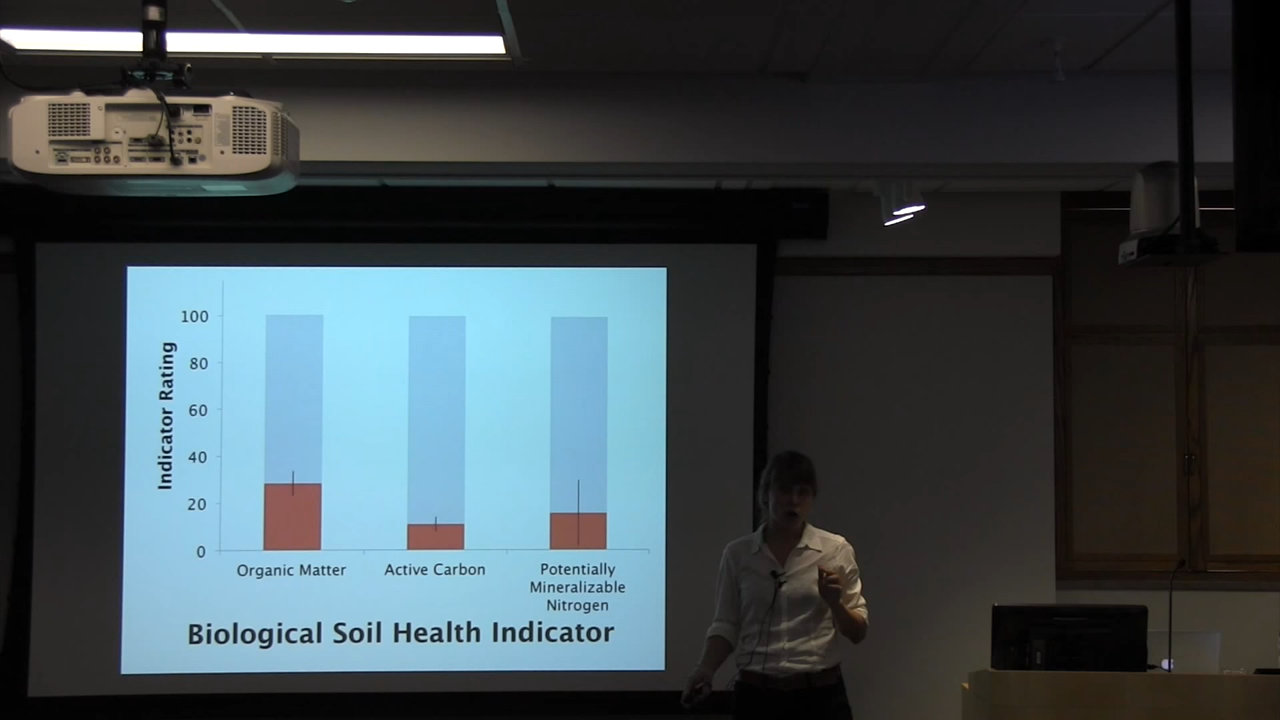 100
80
60
40
20
0
Indicator Rating
Organic Matter
Active Carbon
Potentially
Mineralizable
Nitrogen
Biological Soil Health Indicator